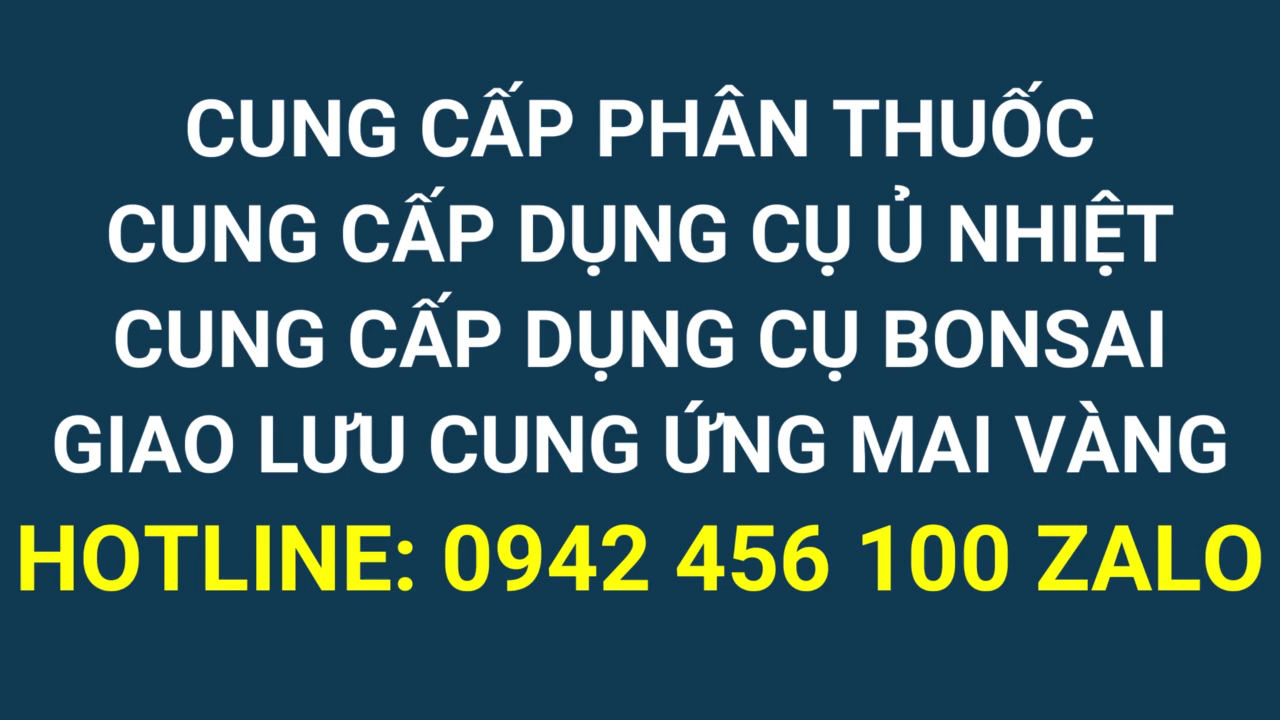 CUNG CẤP PHÂN THUỐC
CUNG CẤP DỤNG CỤ Ủ NHIỆT
CUNG CẤP DỤNG CỤ BONSAI
GIAO LƯU CUNG ỨNG MAI VÀNG
HOTLINE: 0942 456 100 ZALO